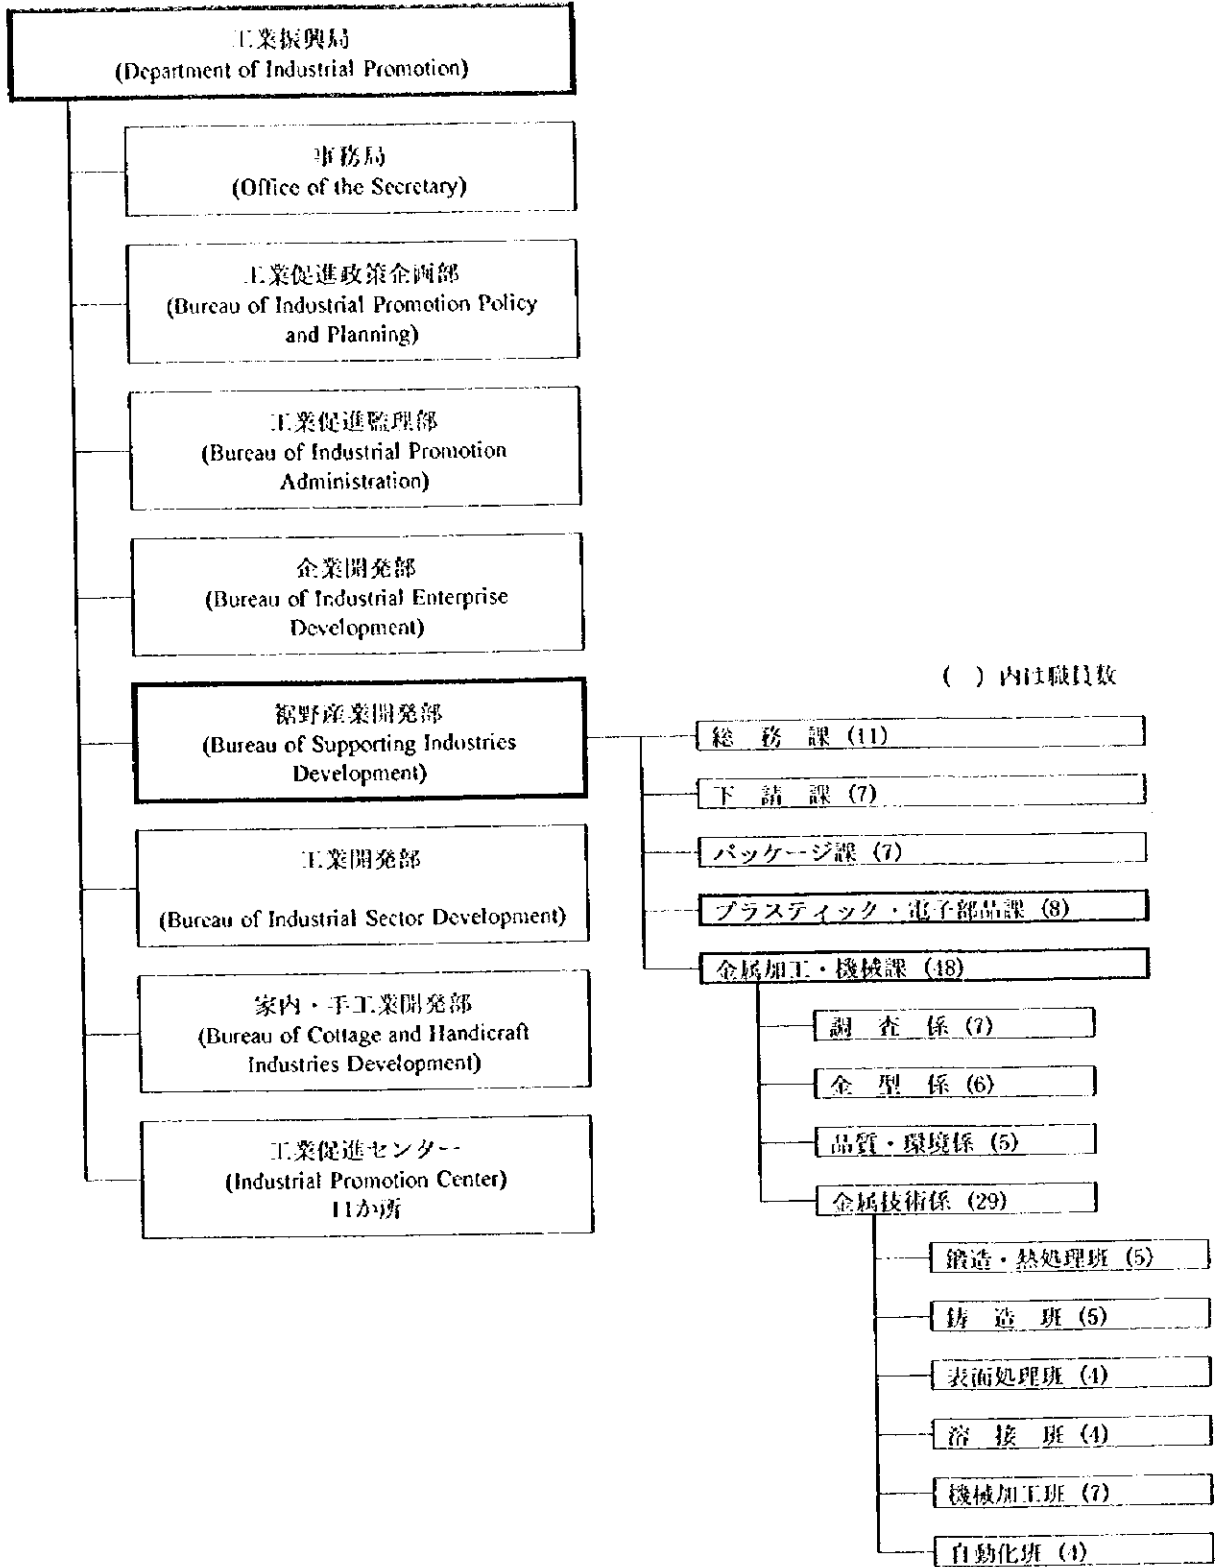 工業振興局
(Department of Industrial Promotion)
事務局
(Office of the Secretary)
工業促進政策企画部
(Bureau of Industrial Promotion Policy
and Planning)
工業促進監理部
(Bureau of Industrial Promotion
Administration)
企業開発部
(Bureau of Industrial Enterprise
Development)
裾野産業開発部
(Bureau of Supporting Industries
Development)
工業開発部
(Bureau of Industrial Sector Development)
家内・手工業開発部
(Bureau of Cottage and Handicraft
Industries Development)
工業促進センター
(Industrial Promotion Center)
11か所
( ) 内は職員数
総 務 課 (11)
下 請 課 (7)
パッケージ課 (7)
プラスティック・電子部品課 (8)
金属加工・機械課 (48)
調 査 係 (7)
金 型 係 (6)
品質・環境係 (5)
金属技術係 (29)
鍛造・熱処理班 (5)
鋳 造 班 (5)
表面処理班 (4)
溶 接 班 (4)
機械加工班 (7)
自動化班 (4)